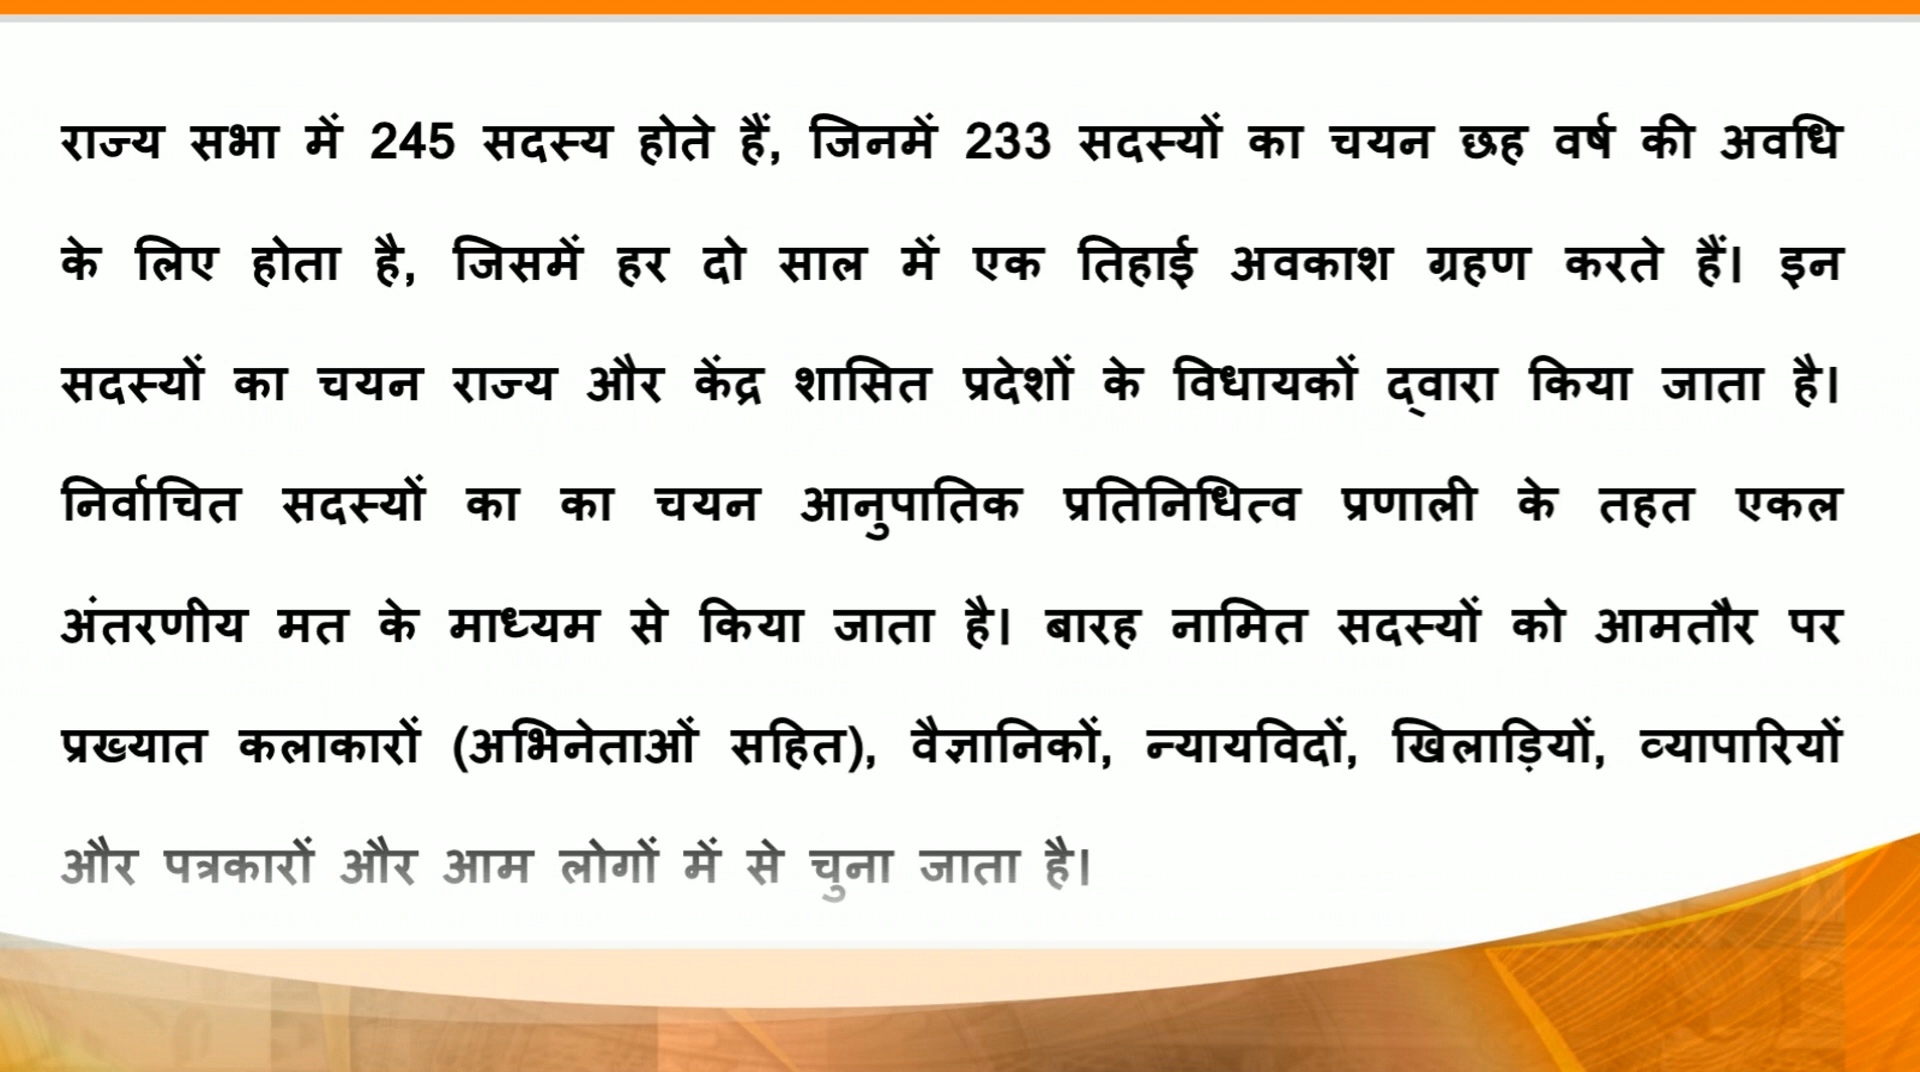 राज्य सभा में 245 सदस्य होते हैं, जिनमें 233 सदस्यों का चयन छह वर्ष की अवधि
के लिए होता है, जिसमें हर दो साल में एक तिहाई अवकाश ग्रहण करते हैं। इन
सदस्यों का चयन राज्य और केंद्र शासित प्रदेशों के विधायकों द्वारा किया जाता है।
निर्वाचित सदस्यों का का चयन आनुपातिक प्रतिनिधित्व प्रणाली के तहत एकल
अंतरणीय मत के माध्यम से किया जाता है। बारह नामित सदस्यों को आमतौर पर
प्रख्यात कलाकारों (अभिनेताओं सहित), वैज्ञानिकों, न्यायविदों, खिलाड़ियों, व्यापारियों
और पत्रकारों और आम लोगों में से चुना जाता है।